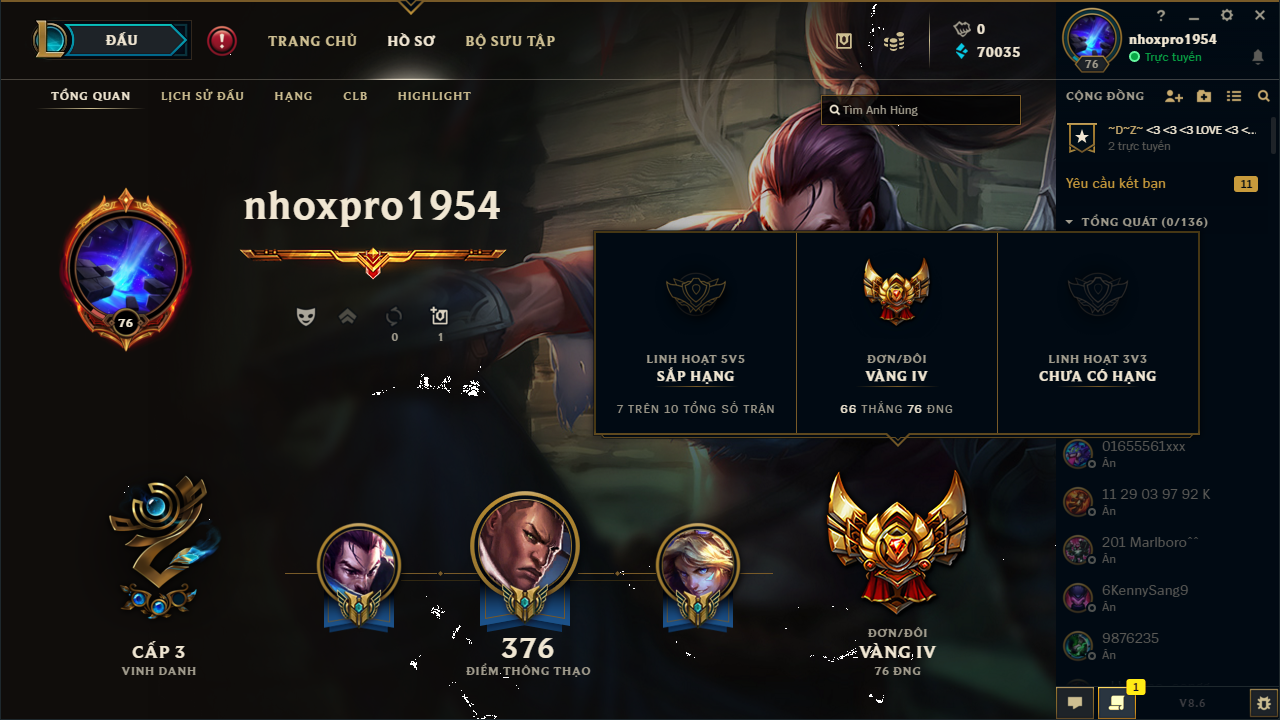 ĐẤU
TRANG CHỦ
HỒ SƠ
BỘ SƯU TẬP
0
70035
?
nhoxpro1954
Trực tuyến
76
TỔNG QUAN
LỊCH SỬ ĐẤU
HẠNG
CLB
HIGHLIGHT
Tìm Anh Hùng
CỘNG ĐỒNG
~D~Z~ <3 <3 <3 LOVE <3 <...
2 trực tuyến
Yêu cầu kết bạn
11
TỔNG QUÁT (0/136)
nhoxpro1954
76
0
1
LINH HOẠT 5V5
SẮP HẠNG
7 TRÊN 10 TỔNG SỐ TRẬN
ĐƠN/ĐÔI
VÀNG IV
66 THẮNG 76 ĐNG
LINH HOẠT 3V3
CHƯA CÓ HẠNG
01655561xxx
Ẩn
11 29 03 97 92 K
Ẩn
201 Marlboro^^
Ẩn
6KennySang9
Ẩn
9876235
Ẩn
CẤP 3
VINH DANH
376
ĐIỂM THÔNG THẠO
ĐƠN/ĐÔI
VÀNG IV
76 ĐNG
1
V8.6